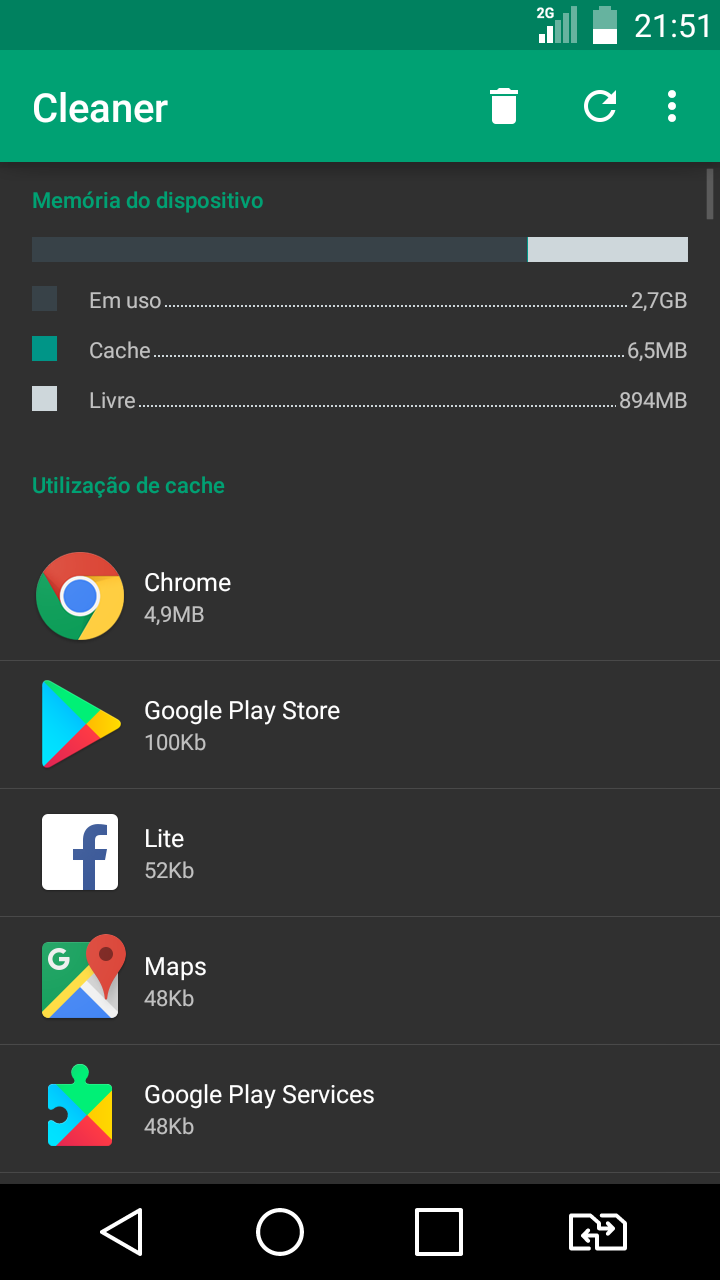 2G 21:51
Cleaner
Memória do dispositivo
Em uso 2,7GB
Cache 6,5MB
Livre 894MB
Utilização de cache
Chrome
4,9MB
Google Play Store
100Kb
Lite
52Kb
G
Maps
48Kb
Google Play Services
48Kb